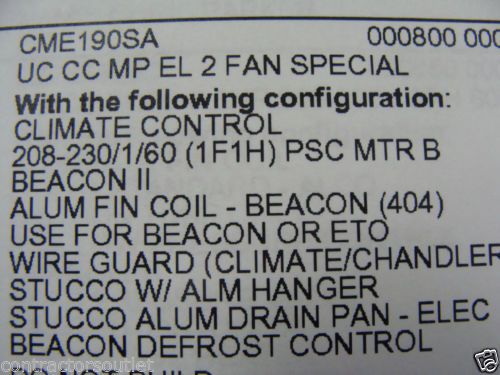 CME190SA 000800 000
UC CC MP EL 2 FAN SPECIAL
With the following configuration:
CLIMATE CONTROL
208-230/1/60 (1F1H) PSC MTR B
BEACON II
ALUM FIN COIL - BEACON (404)
USE FOR BEACON OR ETO
WIRE GUARD (CLIMATE/CHANDLER
STUCCO W/ ALM HANGER
STUCCO ALUM DRAIN PAN - ELEC
BEACON DEFROST CONTROL
contractorsoutlet